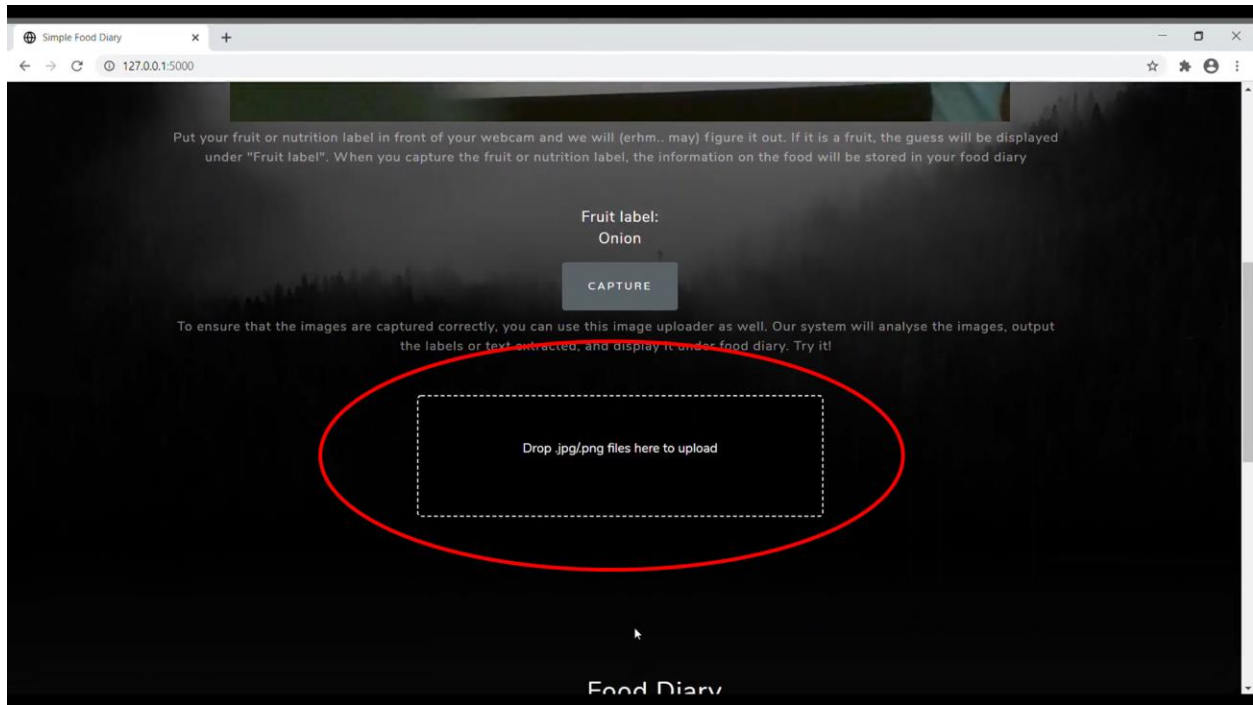 Simple Food Diary
127.0.0.1:5000
Put your fruit or nutrition label in front of your webcam and we will (erhm.. may) figure it out. If it is a fruit, the guess will be displayed
under "Fruit label". When you capture the fruit or nutrition label, the information on the food will be stored in your food diary
Fruit label:
Onion
CAPTURE
To ensure that the images are captured correctly, you can use this image uploader as well. Our system will analyse the images, output
the labels or text extracted, and display it under food diary. Try it!
Drop .jpg/.png files here to upload
Food Diary